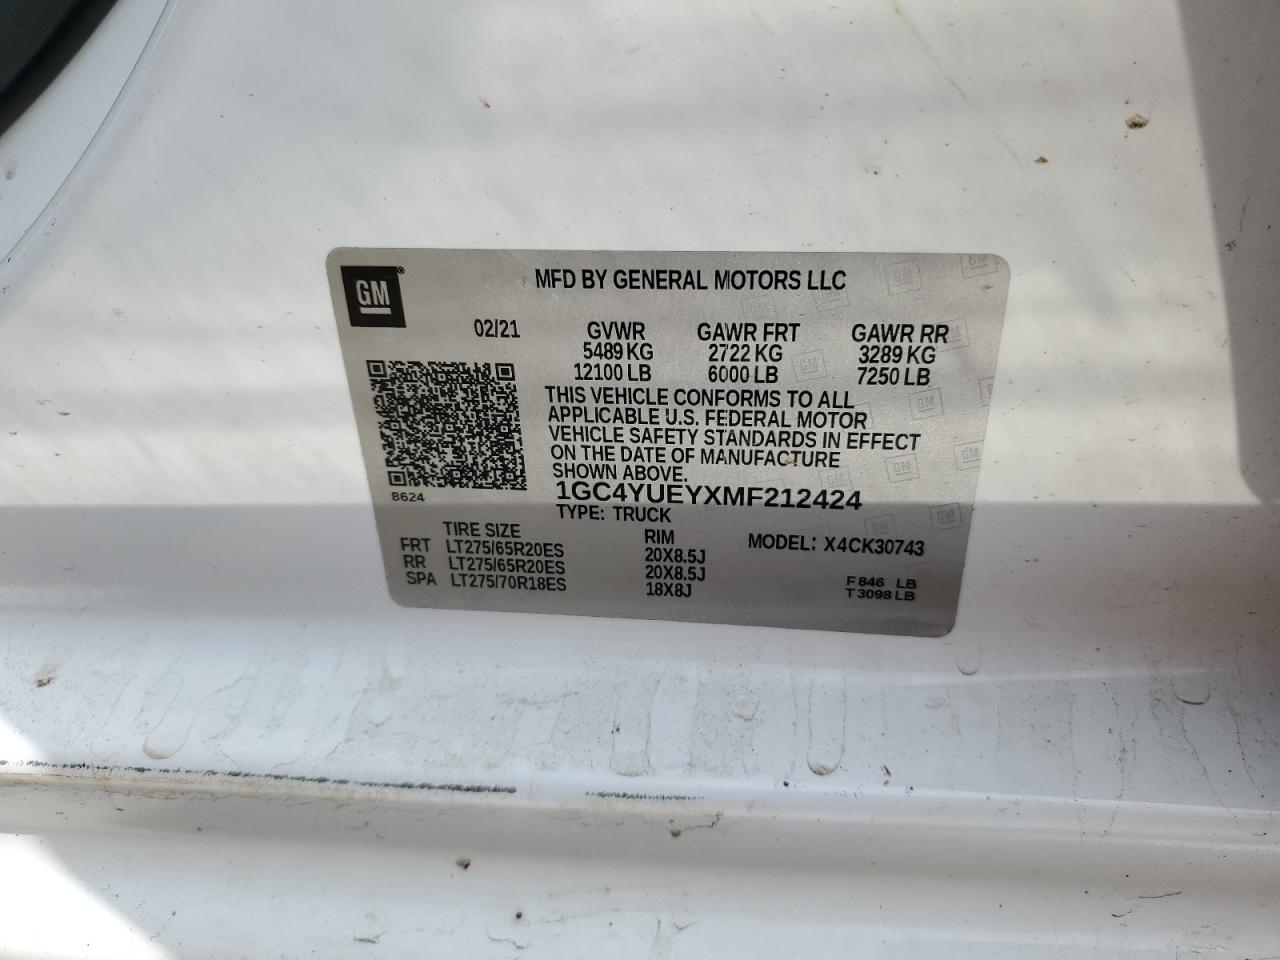 GM
MFD BY GENERAL MOTORS LLC
02/21 GVWR GAWR FRT GAWR RR
5489 KG 2722 KG 3289 KG
12100 LB 6000 LB 7250 LB
THIS VEHICLE CONFORMS TO ALL
APPLICABLE U.S. FEDERAL MOTOR
VEHICLE SAFETY STANDARDS IN EFFECT
ON THE DATE OF MANUFACTURE
SHOWN ABOVE.
8624
1GC4YUEYXMF212424
TYPE: TRUCK
TIRE SIZE RIM MODEL: X4CK30743
FRT LT275/65R20ES 20X8.5J
RR LT275/65R20ES 20X8.5J
SPA LT275/70R18ES 18X8J
F 846 LB
T 3098 LB